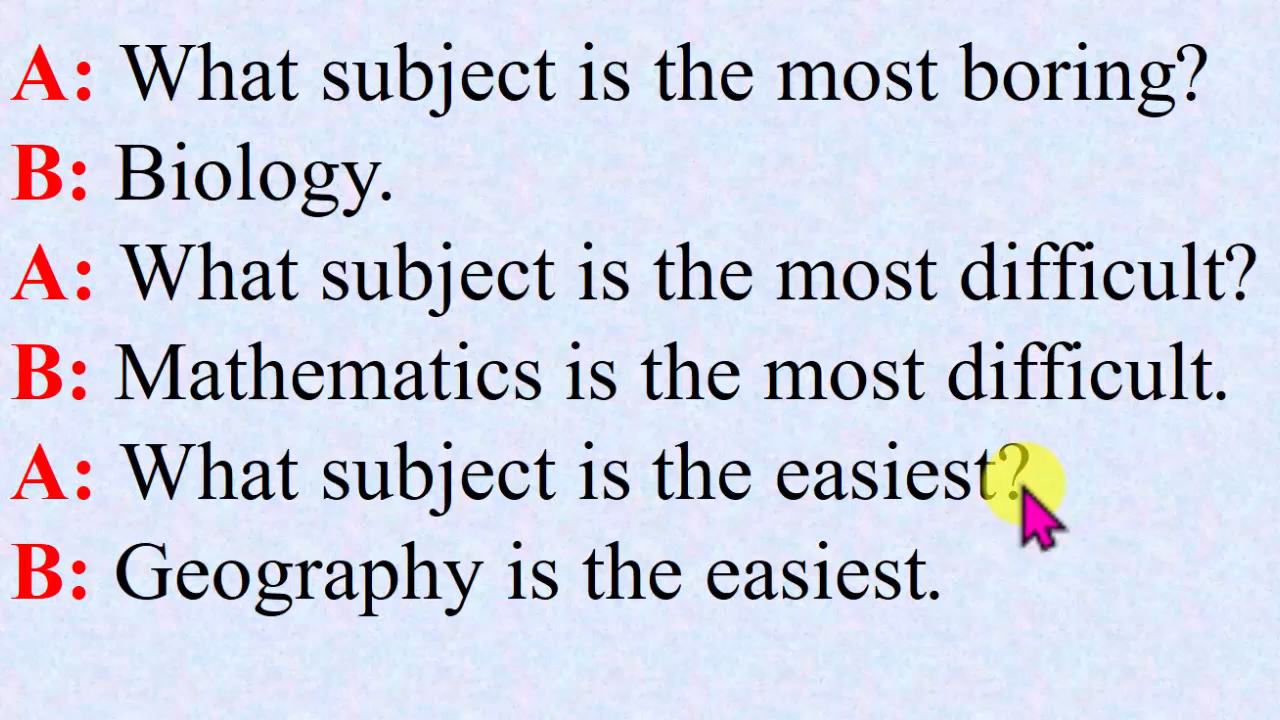 A: What subject is the most boring?
B: Biology.
A: What subject is the most difficult?
B: Mathematics is the most difficult.
A: What subject is the easiest?
B: Geography is the easiest.